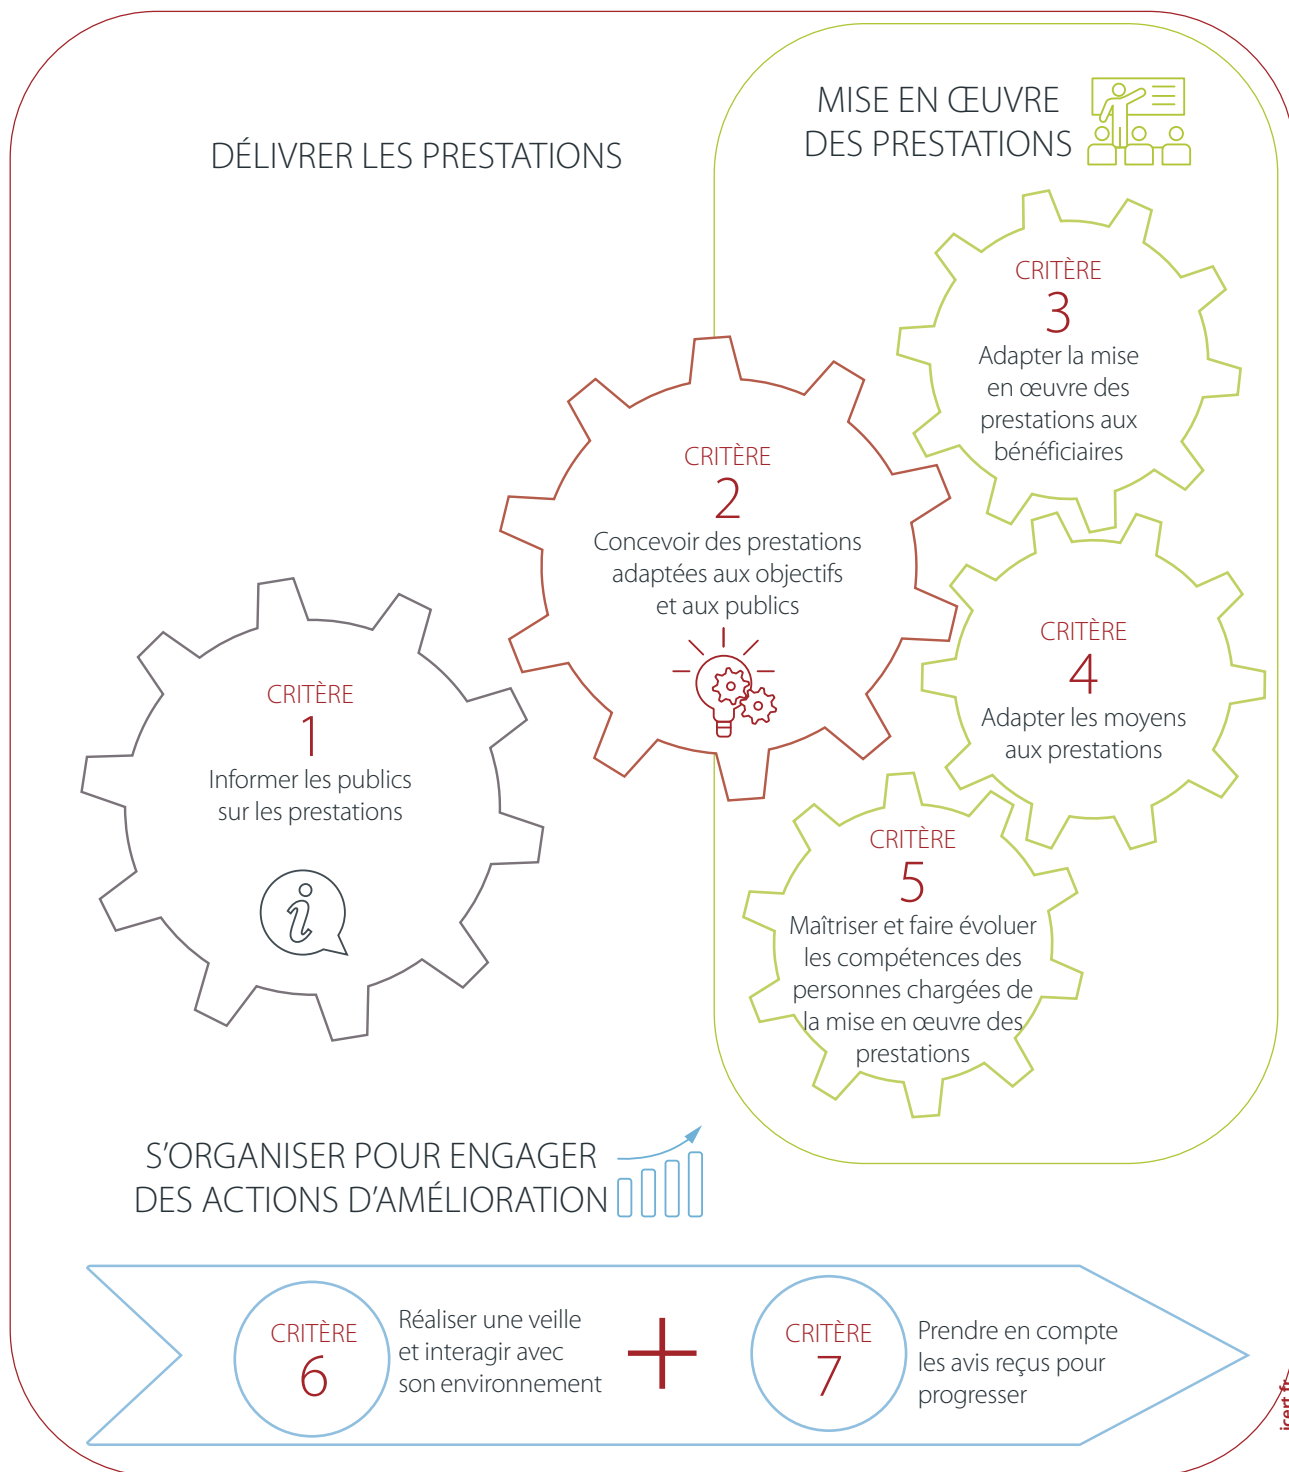 DÉLIVRER LES PRESTATIONS
MISE EN ŒUVRE
DES PRESTATIONS
CRITÈRE
1
Informer les publics
sur les prestations
CRITÈRE
2
Concevoir des prestations
adaptées aux objectifs
et aux publics
CRITÈRE
3
Adapter la mise
en œuvre des
prestations aux
bénéficiaires
CRITÈRE
4
Adapter les moyens
aux prestations
CRITÈRE
5
Maîtriser et faire évoluer
les compétences des
personnes chargées de
la mise en œuvre des
prestations
S'ORGANISER POUR ENGAGER
DES ACTIONS D'AMÉLIORATION
CRITÈRE
6
Réaliser une veille
et interagir avec
son environnement
+
CRITÈRE
7
Prendre en compte
les avis reçus pour
progresser
icert.fr